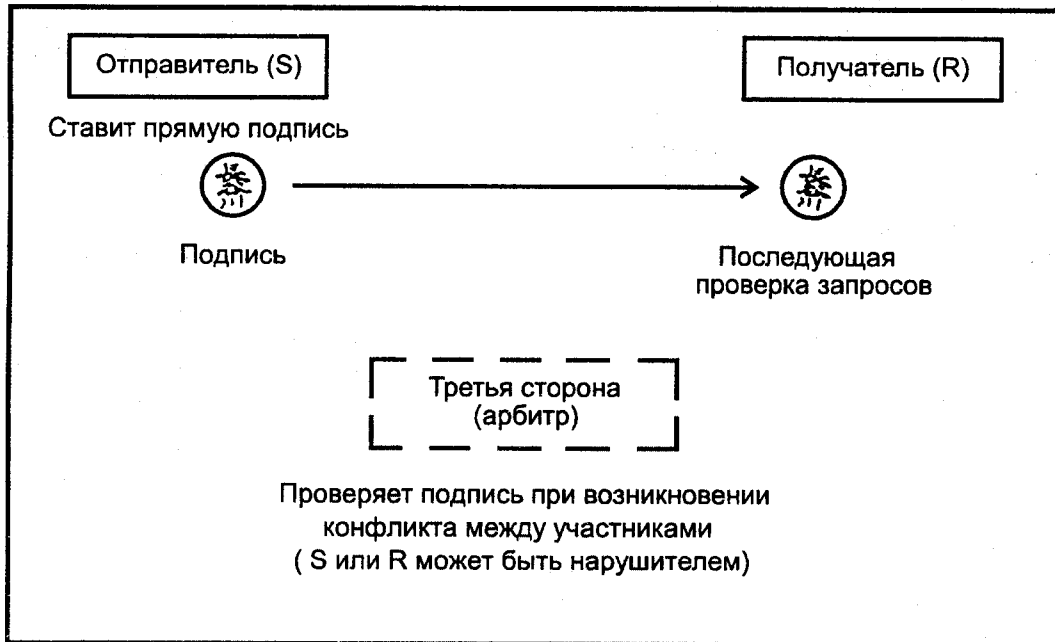 Отправитель (S)
Получатель (R)
Ставит прямую подпись
Подпись
Последующая
проверка запросов
Третья сторона
(арбитр)
Проверяет подпись при возникновении
конфликта между участниками
( S или R может быть нарушителем)